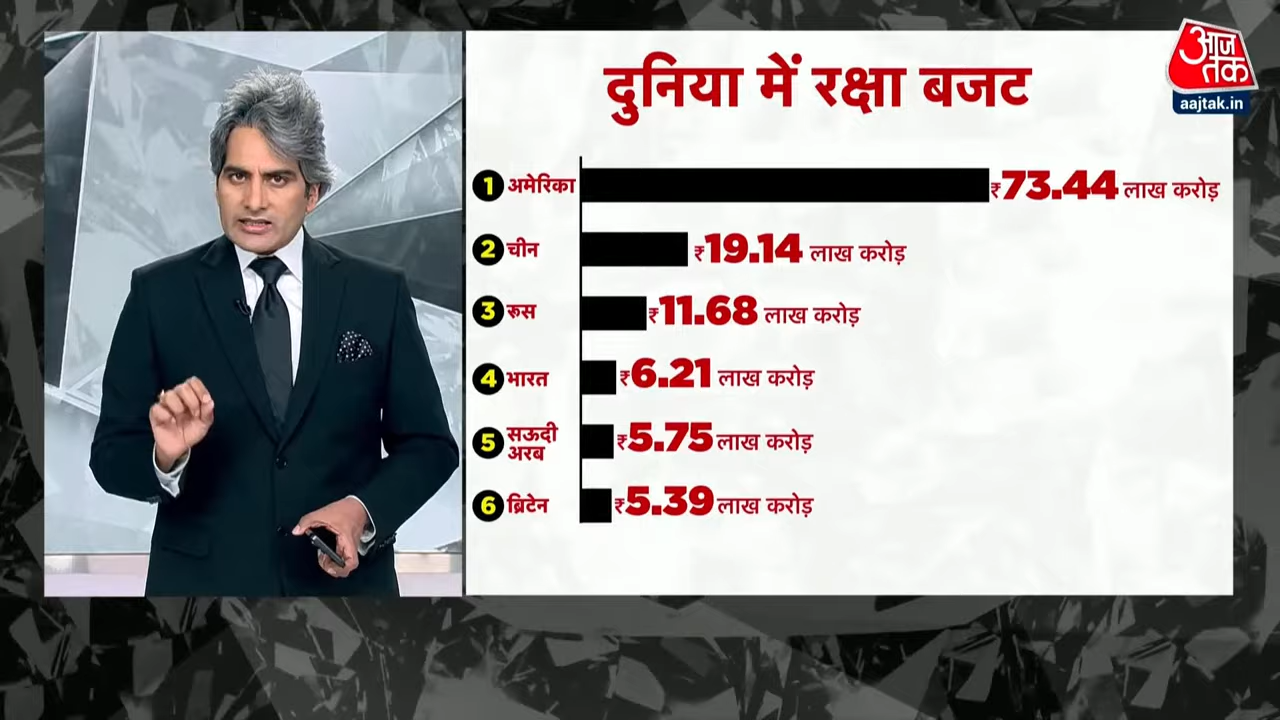 आज
तक
aajtak.in
दुनिया में रक्षा बजट
1 अमेरिका ₹73.44 लाख करोड़
2 चीन ₹19.14 लाख करोड़
3 रूस ₹11.68 लाख करोड़
4 भारत ₹6.21 लाख करोड़
5 सऊदी
अरब ₹5.75 लाख करोड़
6 ब्रिटेन ₹5.39 लाख करोड़